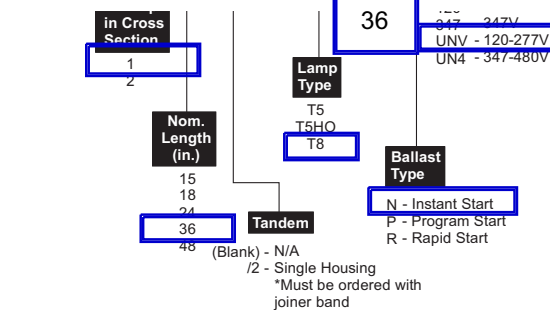 in Cross
Section
1
2
Nom.
Length
(in.)
15
18
24
36
48
Tandem
(Blank) - N/A
/2 - Single Housing
*Must be ordered with
joiner band
Lamp
Type
T5
T5HO
T8
36
347 - 347V
UNV - 120-277V
UN4 - 347-480V
Ballast
Type
N - Instant Start
P - Program Start
R - Rapid Start